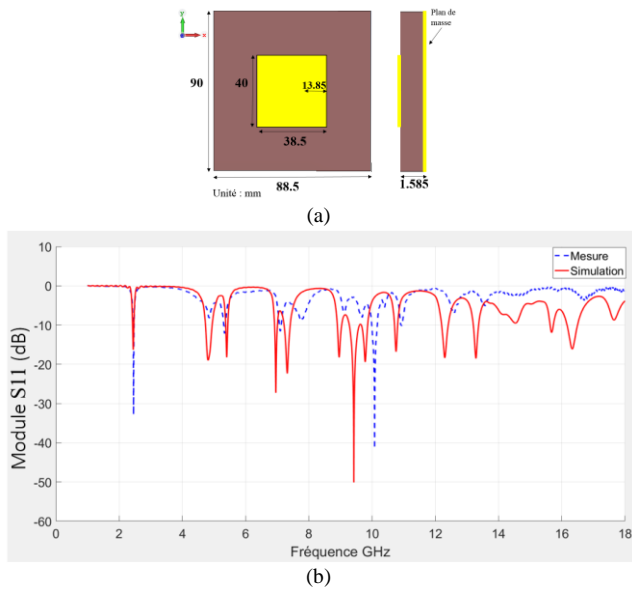 y
x
Plan de
masse
90
40
13.85
38.5
88.5
1.585
Unité : mm
(a)
10
0
-10
-20
-30
-40
-50
-60
Module S11 (dB)
Mesure
Simulation
0 2 4 6 8 10 12 14 16 18
Fréquence GHz
(b)